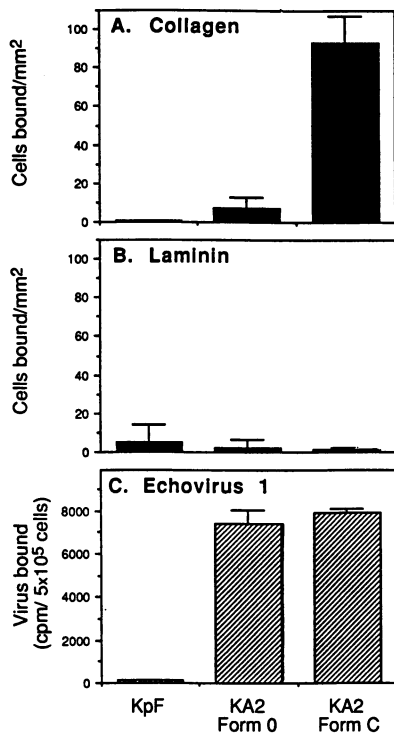 A. Collagen
Cells bound/mm2
100
80
60
40
20
0
B. Laminin
Cells bound/mm2
100
80
60
40
20
0
C. Echovirus 1
Virus bound
(cpm/ 5x105 cells)
8000
6000
4000
2000
0
KpF
KA2
Form 0
KA2
Form C